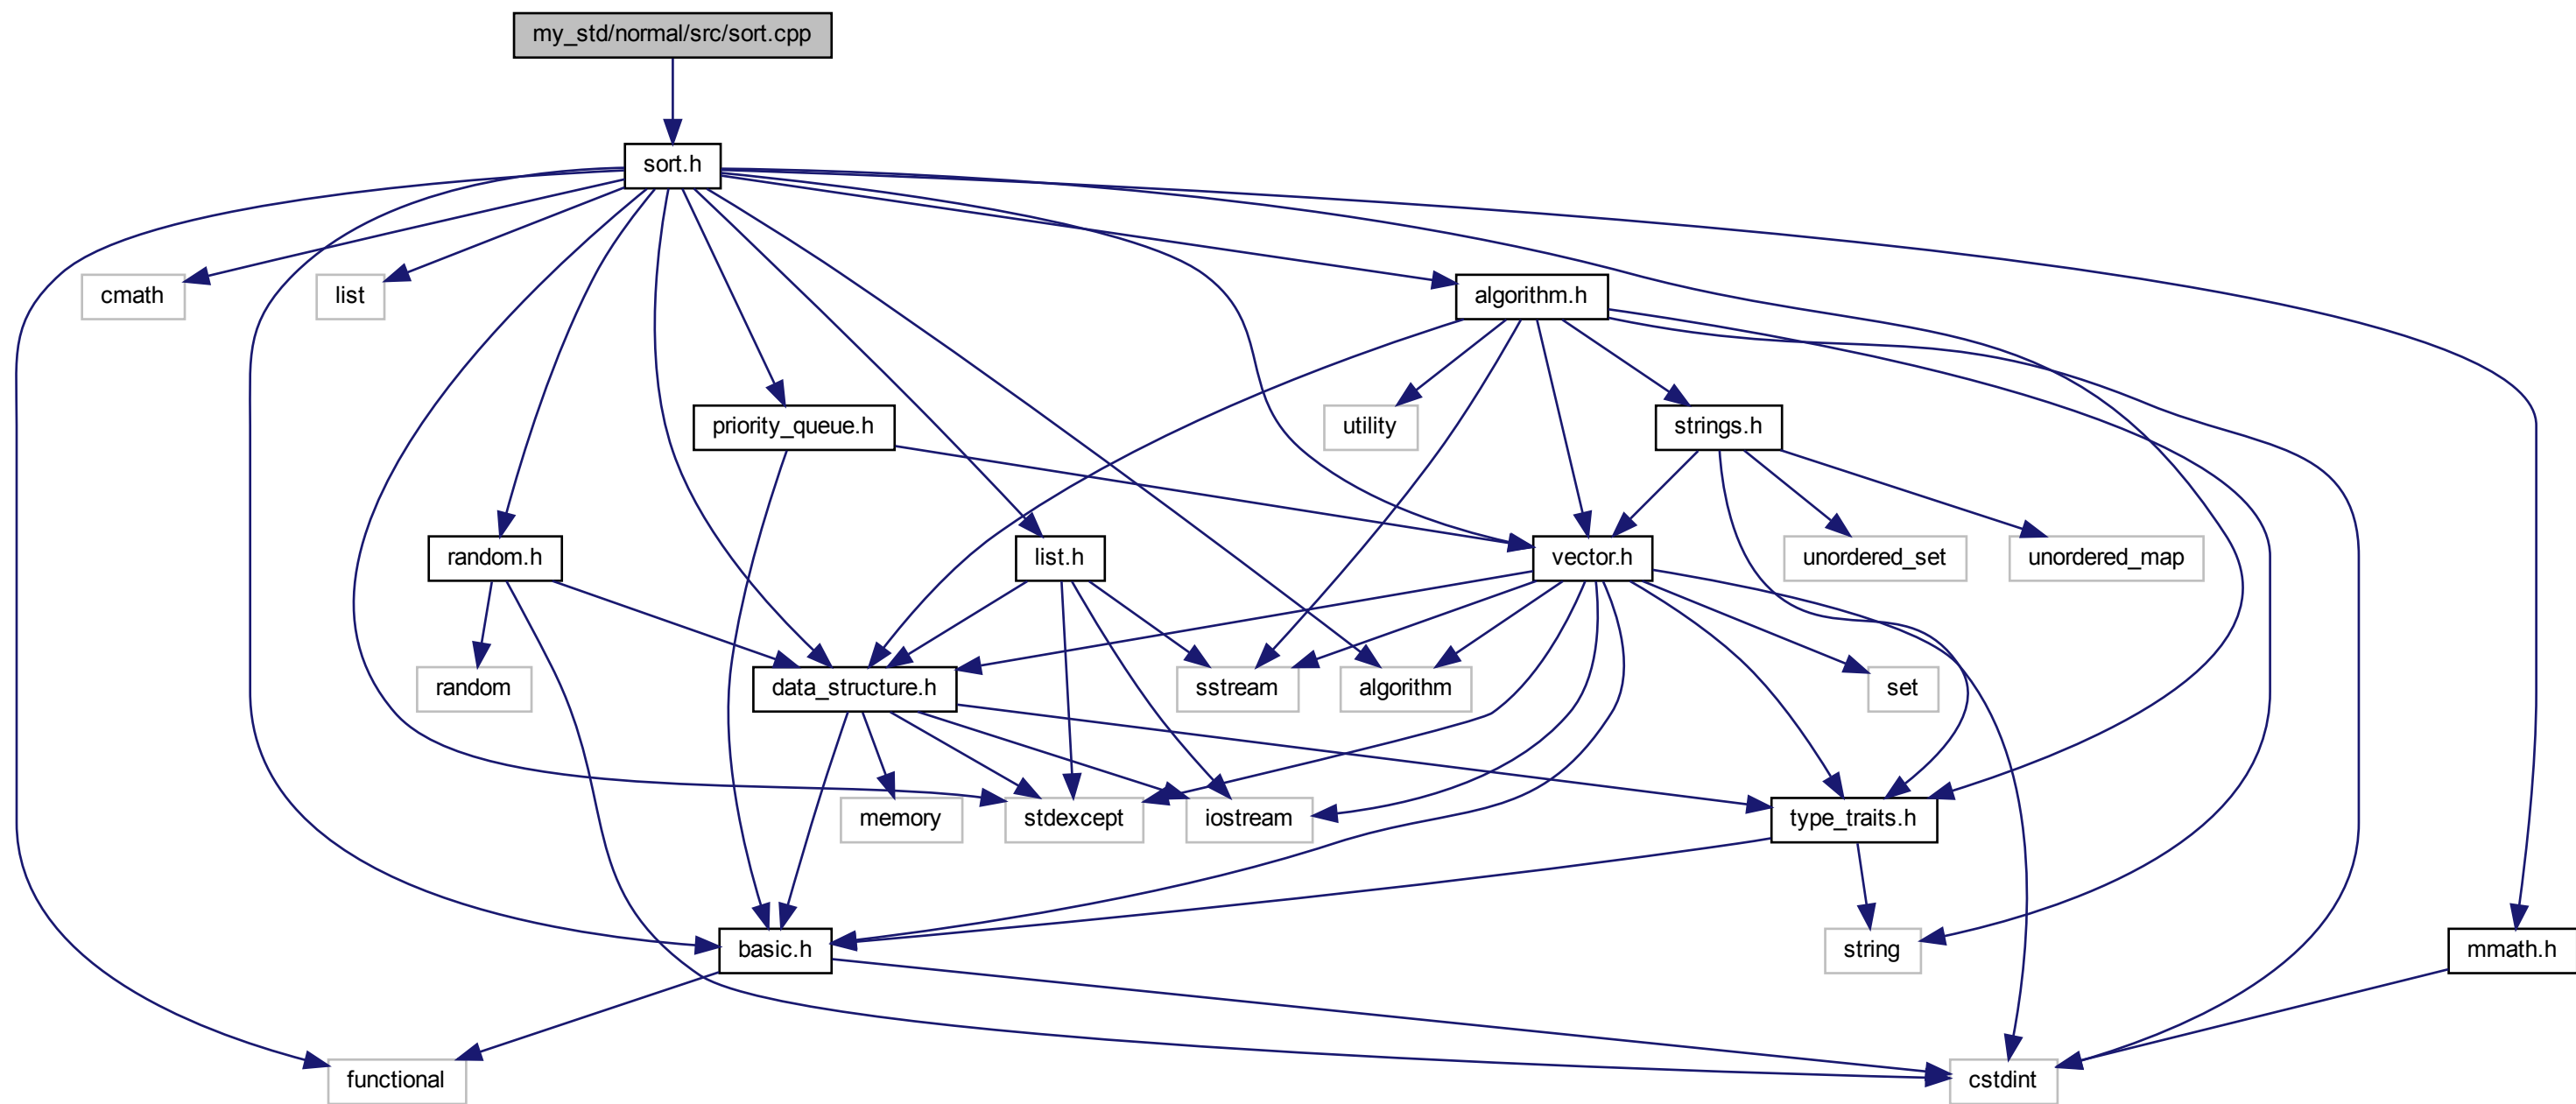 my_std/normal/src/sort.cpp
sort.h
cmath
list
algorithm.h
priority_queue.h
utility
strings.h
random.h
list.h
vector.h
unordered_set
unordered_map
random
data_structure.h
sstream
algorithm
set
memory
stdexcept
iostream
type_traits.h
basic.h
string
mmath.h
functional
cstdint